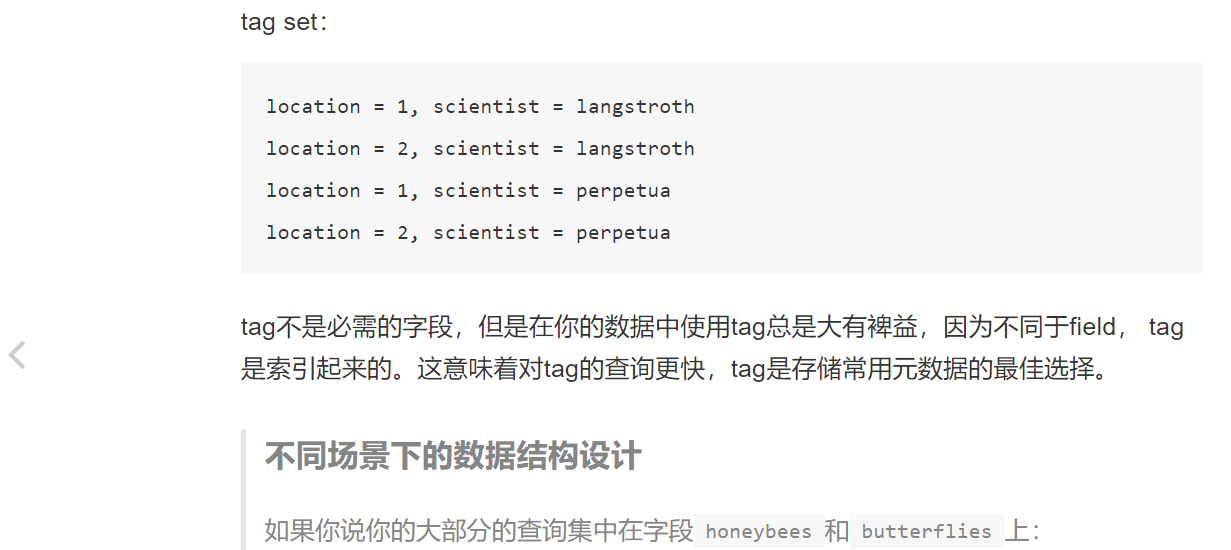 tag set：
location = 1, scientist = langstroth
location = 2, scientist = langstroth
location = 1, scientist = perpetua
location = 2, scientist = perpetua
tag不是必需的字段，但是在你的数据中使用tag总是大有裨益，因为不同于field， tag
是索引起来的。这意味着对tag的查询更快，tag是存储常用元数据的最佳选择。
不同场景下的数据结构设计
如果你说你的大部分的查询集中在字段 honeybees 和 butterflies 上：